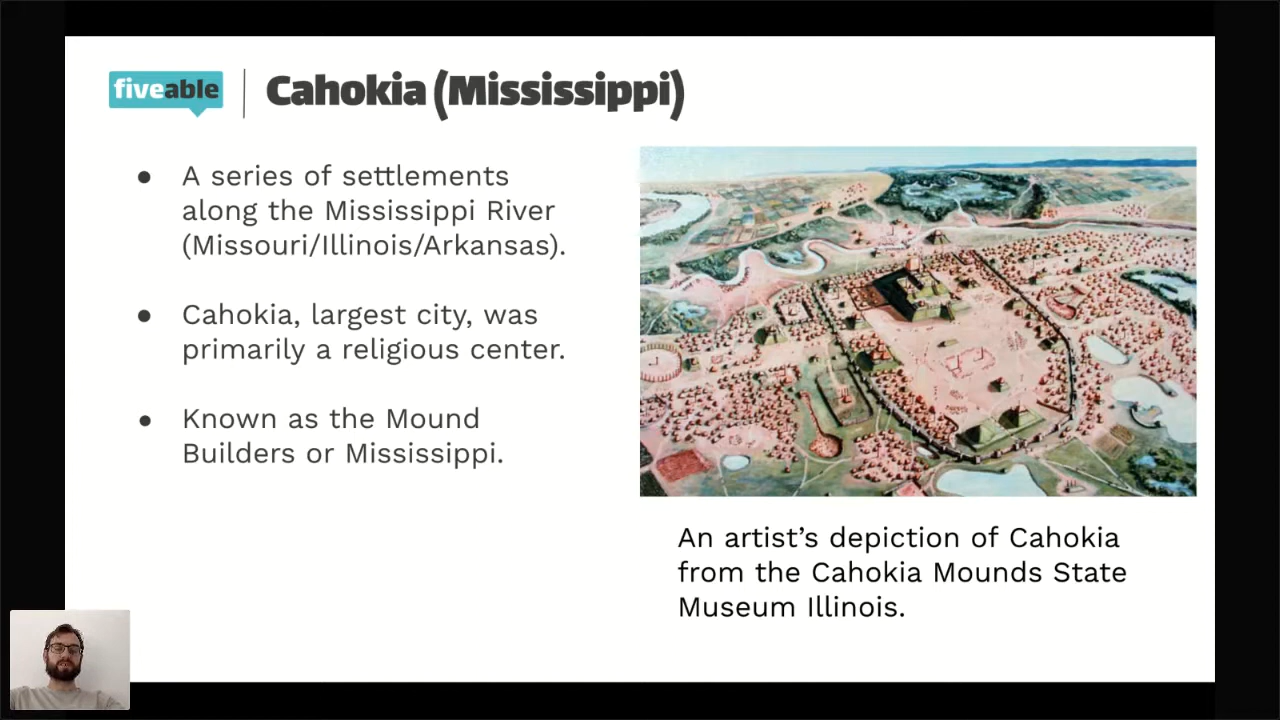 fiveable
Cahokia (Mississippi)
● A series of settlements
along the Mississippi River
(Missouri/Illinois/Arkansas).
● Cahokia, largest city, was
primarily a religious center.
● Known as the Mound
Builders or Mississippi.
An artist’s depiction of Cahokia
from the Cahokia Mounds State
Museum Illinois.